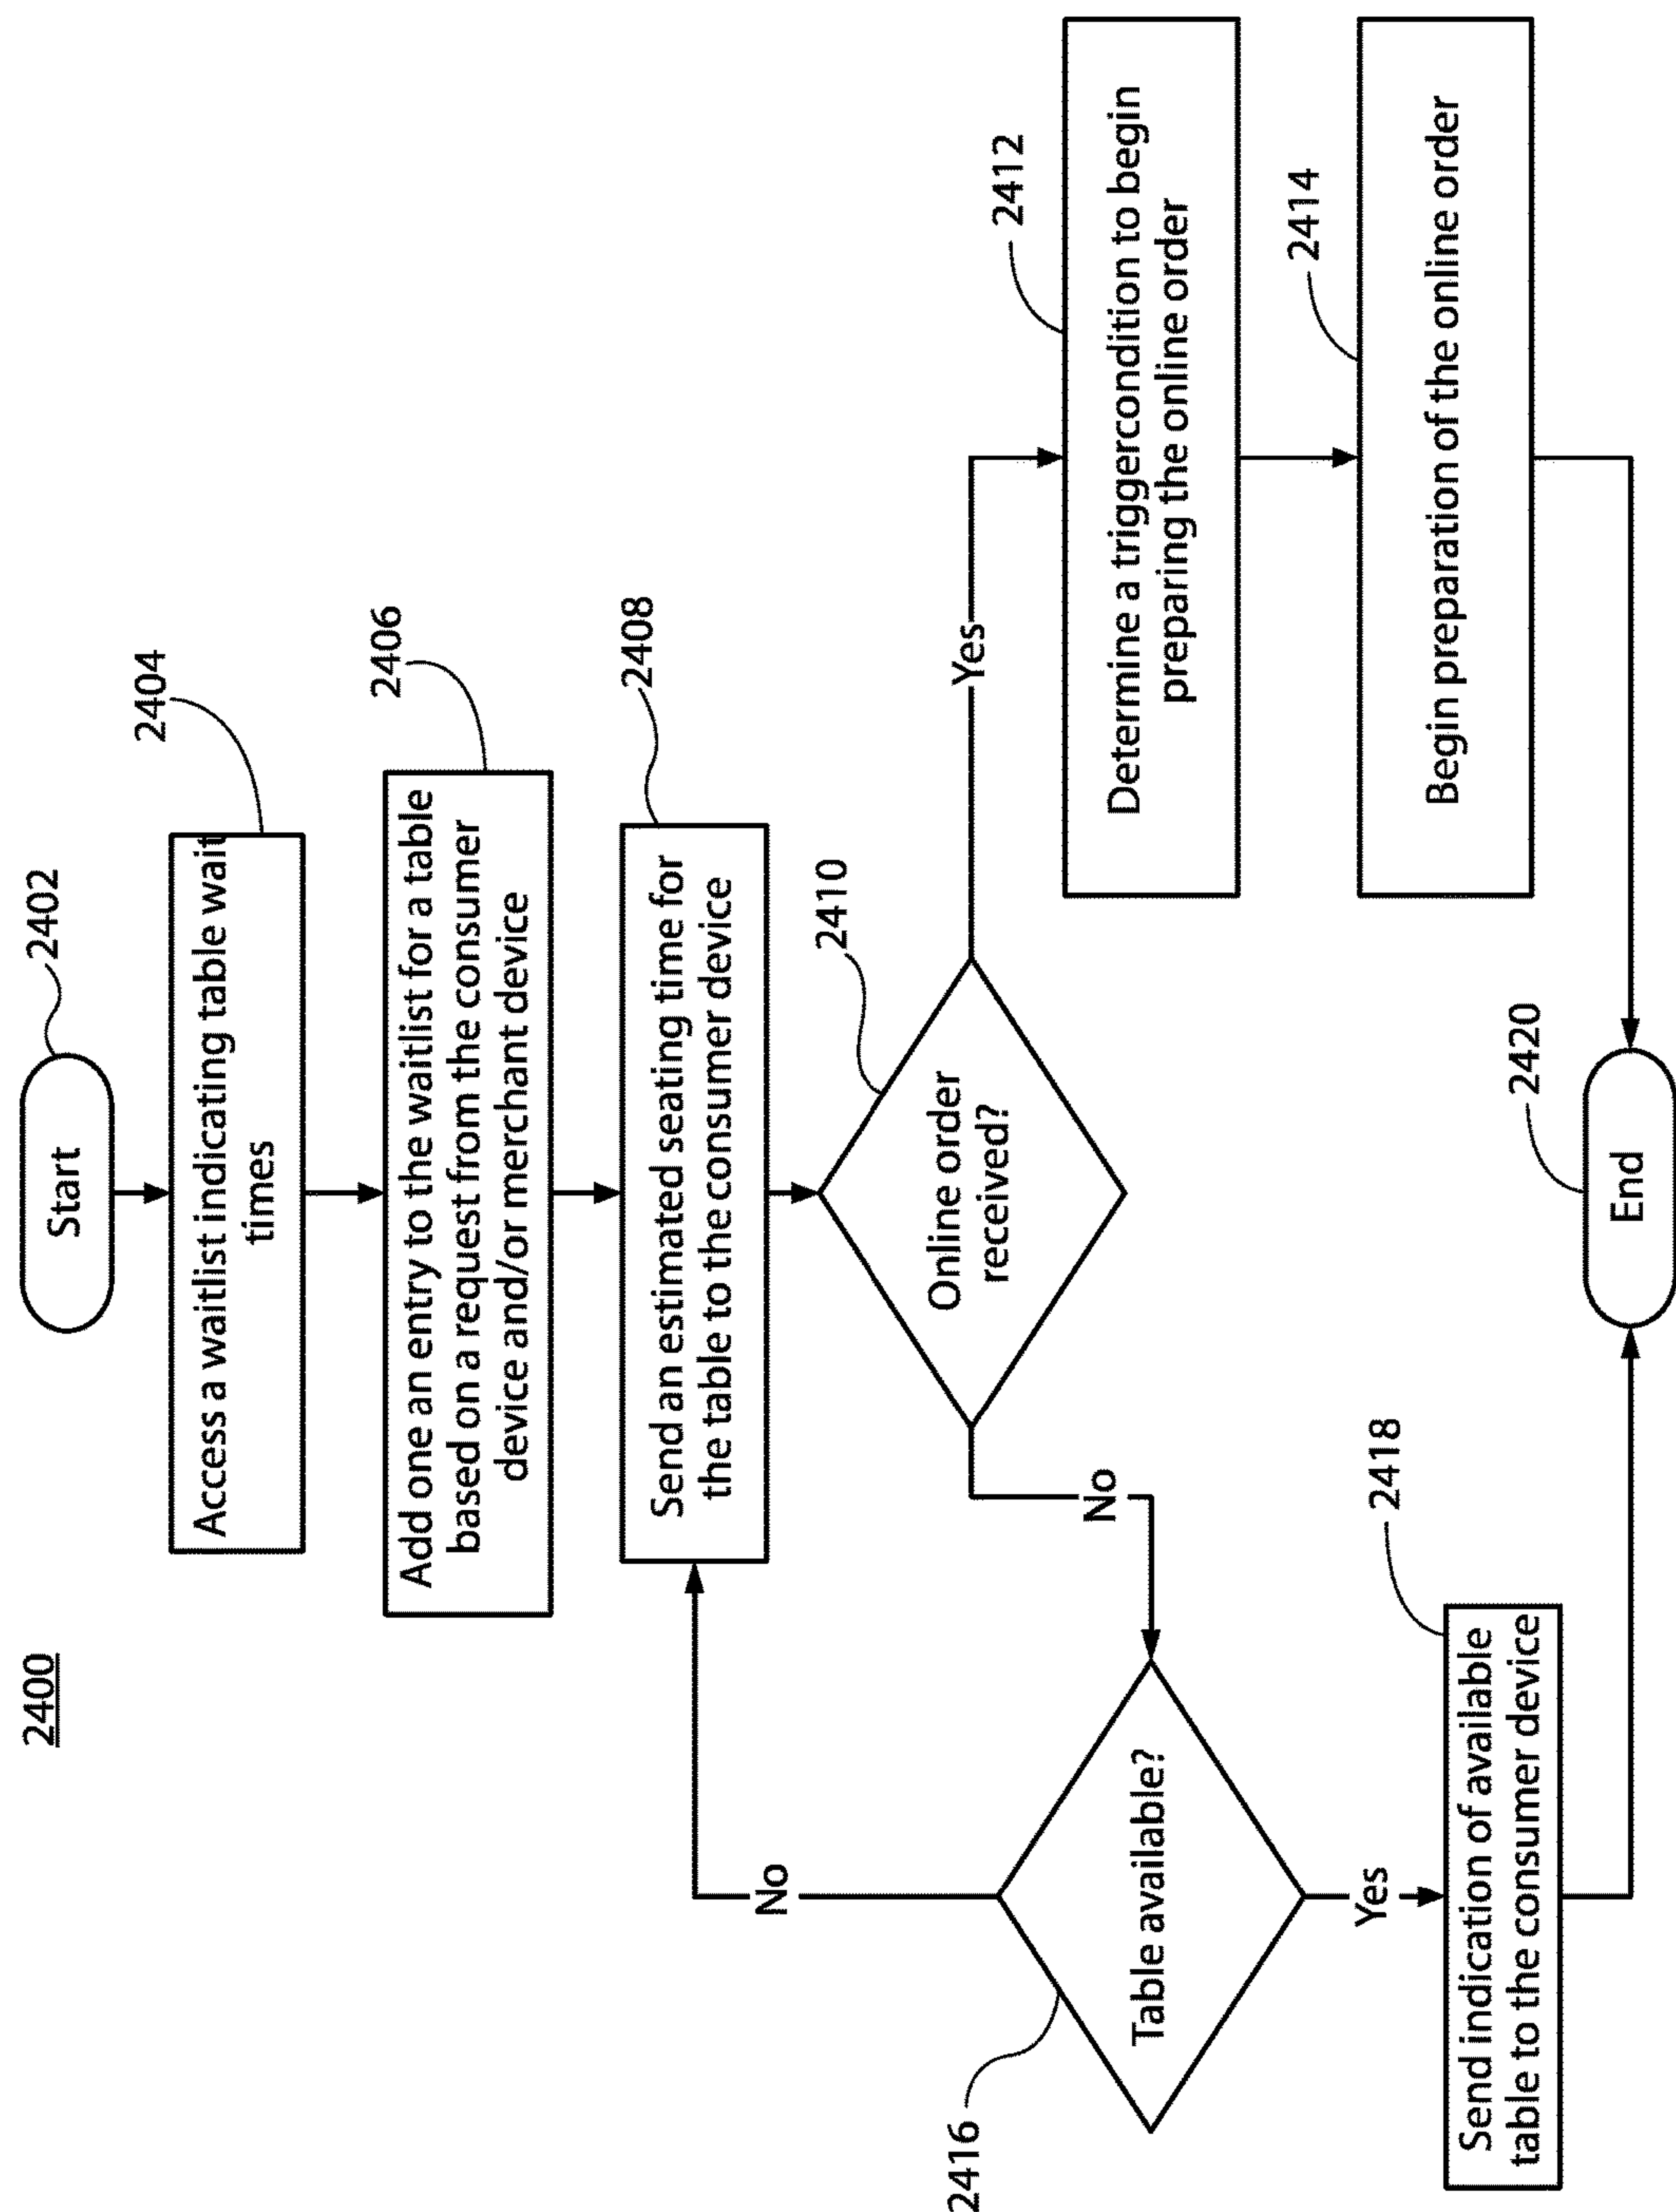 2400
Start
2402
Access a waitlist indicating table wait
times
2404
Add one an entry to the waitlist for a table
based on a request from the consumer
device and/or merchant device
2406
Send an estimated seating time for
the table to the consumer device
2408
Online order
received?
2410
Yes
No
Determine a triggercondition to begin
preparing the online order
2412
Begin preparation of the online order
2414
Table available?
2416
No
Yes
Send indication of available
table to the consumer device
2418
End
2420